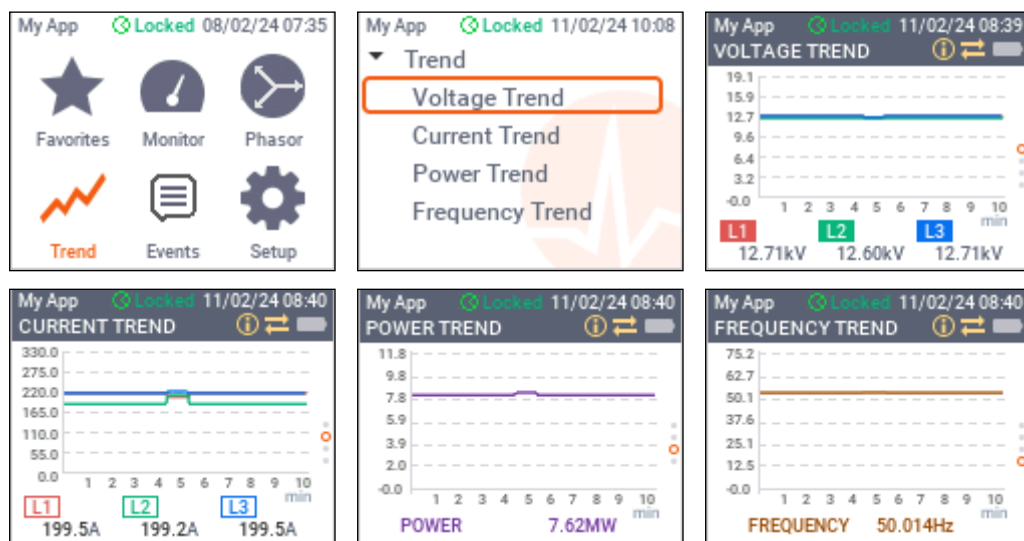 My App Locked 08/02/24 07:35
Favorites Monitor Phasor
Trend Events Setup
My App Locked 11/02/24 10:08
Trend
Voltage Trend
Current Trend
Power Trend
Frequency Trend
My App Locked 11/02/24 08:39
VOLTAGE TREND
19.1
15.9
12.7
9.6
6.4
3.2
-0.0
1 2 3 4 5 6 7 8 9 10
min
L1 L2 L3
12.71kV 12.60kV 12.71kV
My App Locked 11/02/24 08:40
CURRENT TREND
330.0
275.0
220.0
165.0
110.0
55.0
0.0
1 2 3 4 5 6 7 8 9 10
min
L1 L2 L3
199.5A 199.2A 199.5A
My App Locked 11/02/24 08:40
POWER TREND
11.8
9.8
7.8
5.9
3.9
2.0
-0.0
1 2 3 4 5 6 7 8 9 10
min
POWER 7.62MW
My App Locked 11/02/24 08:40
FREQUENCY TREND
75.2
62.7
50.1
37.6
25.1
12.5
-0.0
1 2 3 4 5 6 7 8 9 10
min
FREQUENCY 50.014Hz